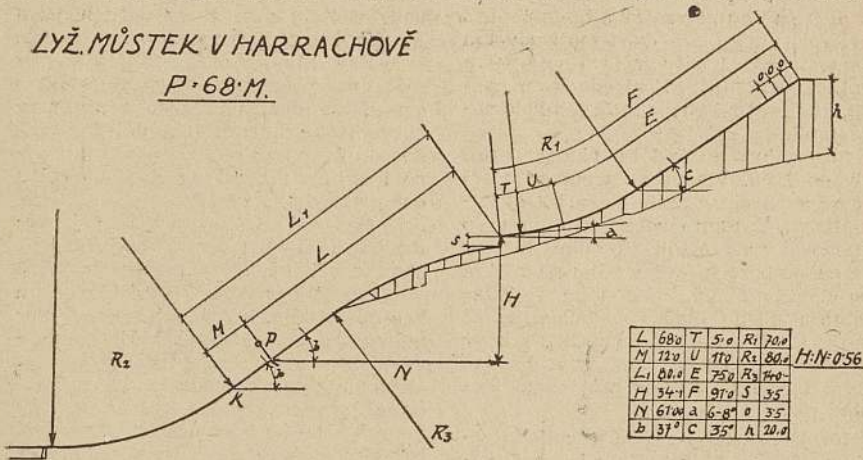 LYŽ. MŮSTEK V HARRACHOVĚ
P=68·M.
F
E
o o o
h
R1
T
U
c
a
s
L1
L
M
P
H
N
b
b
K
R2
R3
L 68·0 T 5·0 R1 70,0
M 12·0 U 11·0 R2 80,0
L1 80,0 E 75·0 R3 140-
H 34·1 F 91·0 S 3·5
N 61·00 a 6-8° o 3·5
b 37° c 35° h 20,0
H:N=0·56